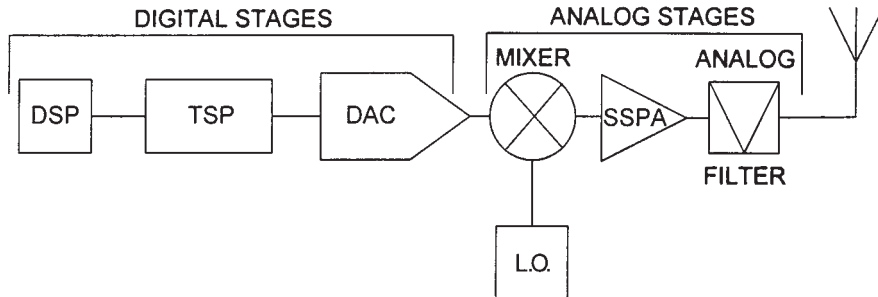 DIGITAL STAGES
ANALOG STAGES
MIXER
ANALOG
DSP
TSP
DAC
SSPA
FILTER
L.O.